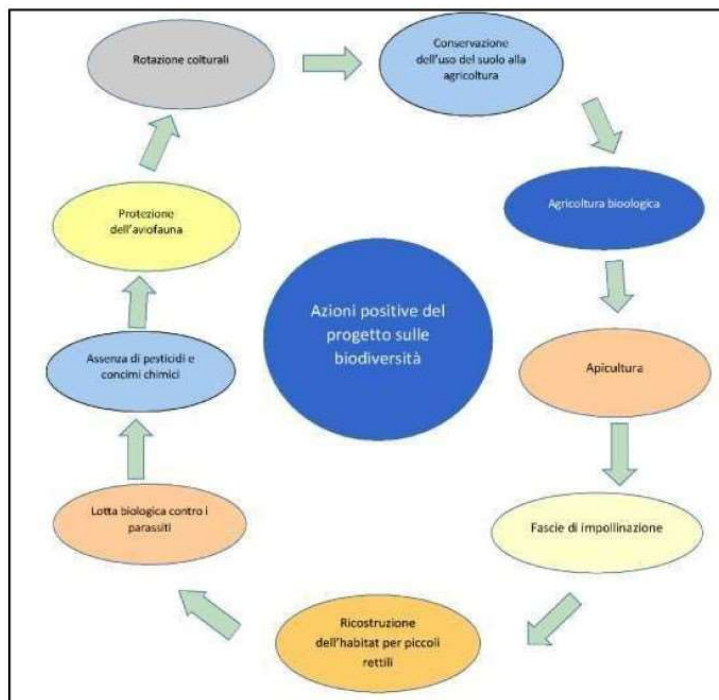 Rotazione colturali
Conservazione
dell'uso del suolo alla
agricoltura
Agricoltura bioologica
Apicultura
Fascie di impollinazione
Ricostruzione
dell'habitat per piccoli
rettili
Lotta biologica contro i
parassiti
Assenza di pesticidi e
concimi chimici
Protezione
dell'aviofauna
Azioni positive del
progetto sulle
biodiversità